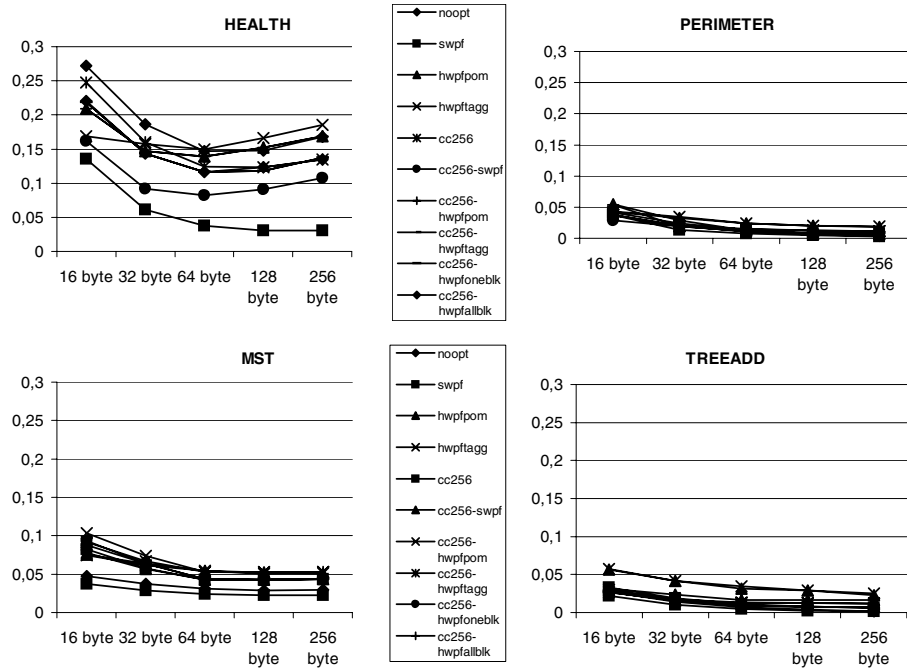 HEALTH
0,3
0,25
0,2
0,15
0,1
0,05
0
16 byte 32 byte 64 byte 128 byte 256 byte
noopt
swpf
hwpfpom
hwpftagg
cc256
cc256-swpf
cc256-
hwpfpom
cc256-
hwpftagg
cc256-
hwpfoneblk
cc256-
hwpfallblk
PERIMETER
0,3
0,25
0,2
0,15
0,1
0,05
0
16 byte 32 byte 64 byte 128 byte 256 byte
MST
0,3
0,25
0,2
0,15
0,1
0,05
0
16 byte 32 byte 64 byte 128 byte 256 byte
noopt
swpf
hwpfpom
hwpftagg
cc256
cc256-swpf
cc256-
hwpfpom
cc256-
hwpftagg
cc256-
hwpfoneblk
cc256-
hwpfallblk
TREEADD
0,3
0,25
0,2
0,15
0,1
0,05
0
16 byte 32 byte 64 byte 128 byte 256 byte